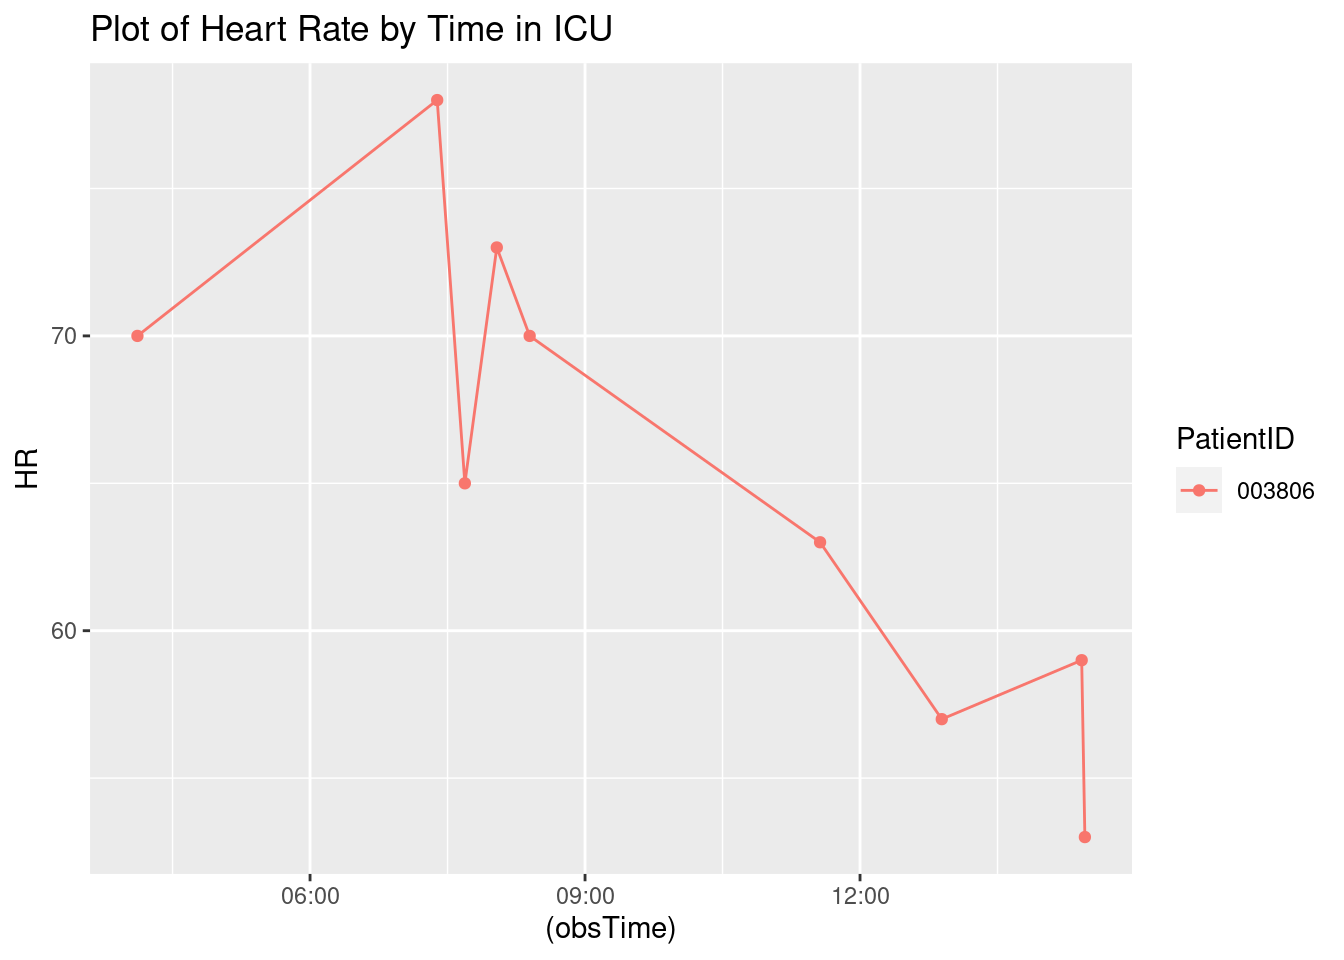 Plot of Heart Rate by Time in ICU
HR
70
60
06:00 09:00 12:00
(obsTime)
PatientID
003806